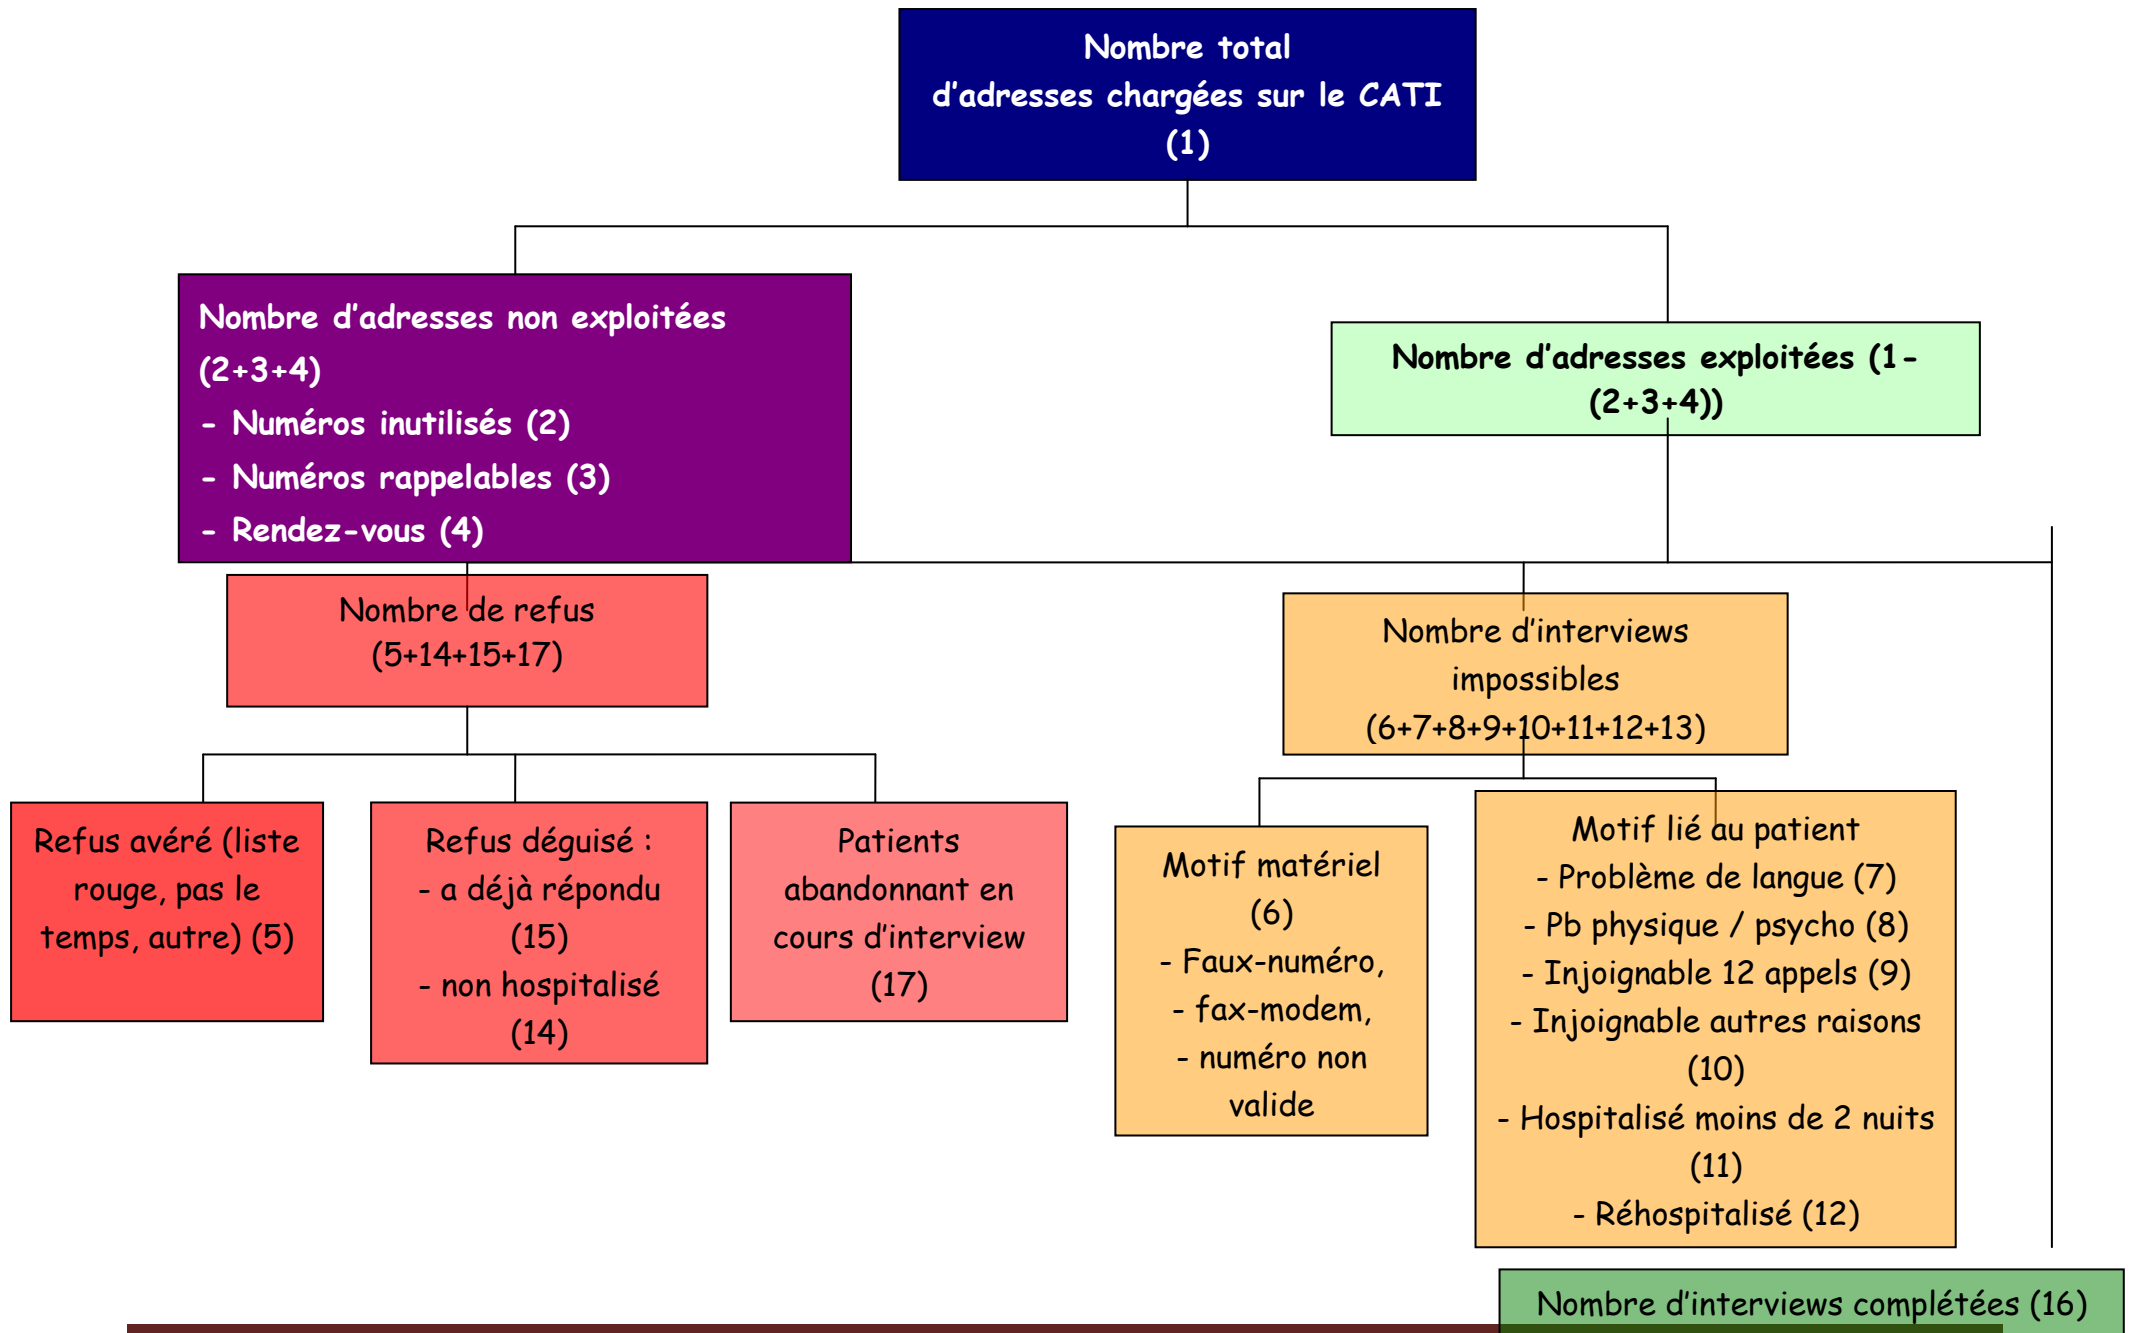 Nombre total
d'adresses chargées sur le CATI
(1)
Nombre d'adresses non exploitées
(2+3+4)
- Numéros inutilisés (2)
- Numéros rappelables (3)
- Rendez-vous (4)
Nombre d'adresses exploitées (1-
(2+3+4))
Nombre de refus
(5+14+15+17)
Nombre d'interviews
impossibles
(6+7+8+9+10+11+12+13)
Refus avéré (liste
rouge, pas le
temps, autre) (5)
Refus déguisé :
- a déjà répondu
(15)
- non hospitalisé
(14)
Patients
abandonnant en
cours d'interview
(17)
Motif matériel
(6)
- Faux-numéro,
- fax-modem,
- numéro non
valide
Motif lié au patient
- Problème de langue (7)
- Pb physique / psycho (8)
- Injoignable 12 appels (9)
- Injoignable autres raisons
(10)
- Hospitalisé moins de 2 nuits
(11)
- Réhospitalisé (12)
Nombre d'interviews complétées (16)